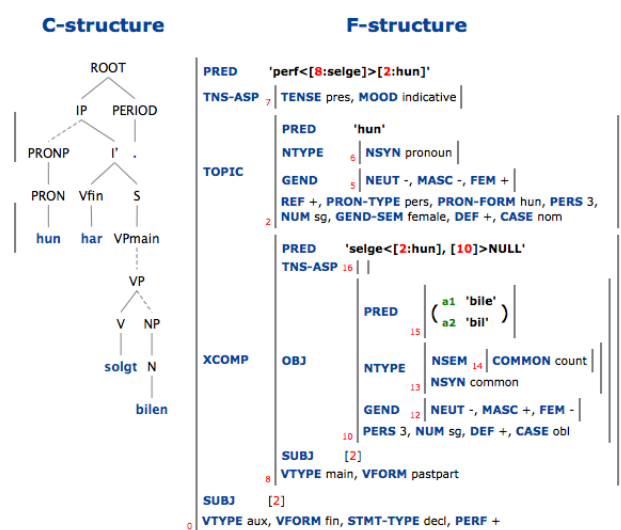 C-structure
F-structure
ROOT
IP PERIOD
PRONP I' .
PRON Vfin S
hun har VPmain
VP
V NP
solgt N
bilen
PRED 'perf<[8:selge]>[2:hun]'
TNS-ASP 7 TENSE pres, MOOD indicative
TOPIC
PRED 'hun'
NTYPE 6 NSYN pronoun
GEND 5 NEUT -, MASC -, FEM +
REF +, PRON-TYPE pers, PRON-FORM hun, PERS 3,
2 NUM sg, GEND-SEM female, DEF +, CASE nom
XCOMP
PRED 'selge<[2:hun], [10]>NULL'
TNS-ASP 16
OBJ
PRED 15 ( a1 'bile'
a2 'bil' )
NTYPE NSEM 14 COMMON count
13 NSYN common
GEND 12 NEUT -, MASC +, FEM -
10 PERS 3, NUM sg, DEF +, CASE obl
SUBJ [2]
8 VTYPE main, VFORM pastpart
SUBJ [2]
0 VTYPE aux, VFORM fin, STMT-TYPE decl, PERF +